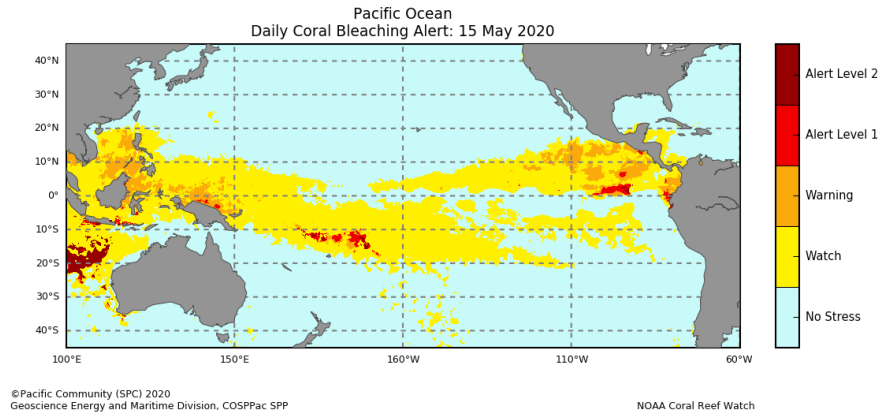 Pacific Ocean
Daily Coral Bleaching Alert: 15 May 2020
40°N
30°N
20°N
10°N
0°
10°S
20°S
30°S
40°S
100°E
150°E
160°W
110°W
60°W
Alert Level 2
Alert Level 1
Warning
Watch
No Stress
©Pacific Community (SPC) 2020
Geoscience Energy and Maritime Division, COSPPac SPP
NOAA Coral Reef Watch